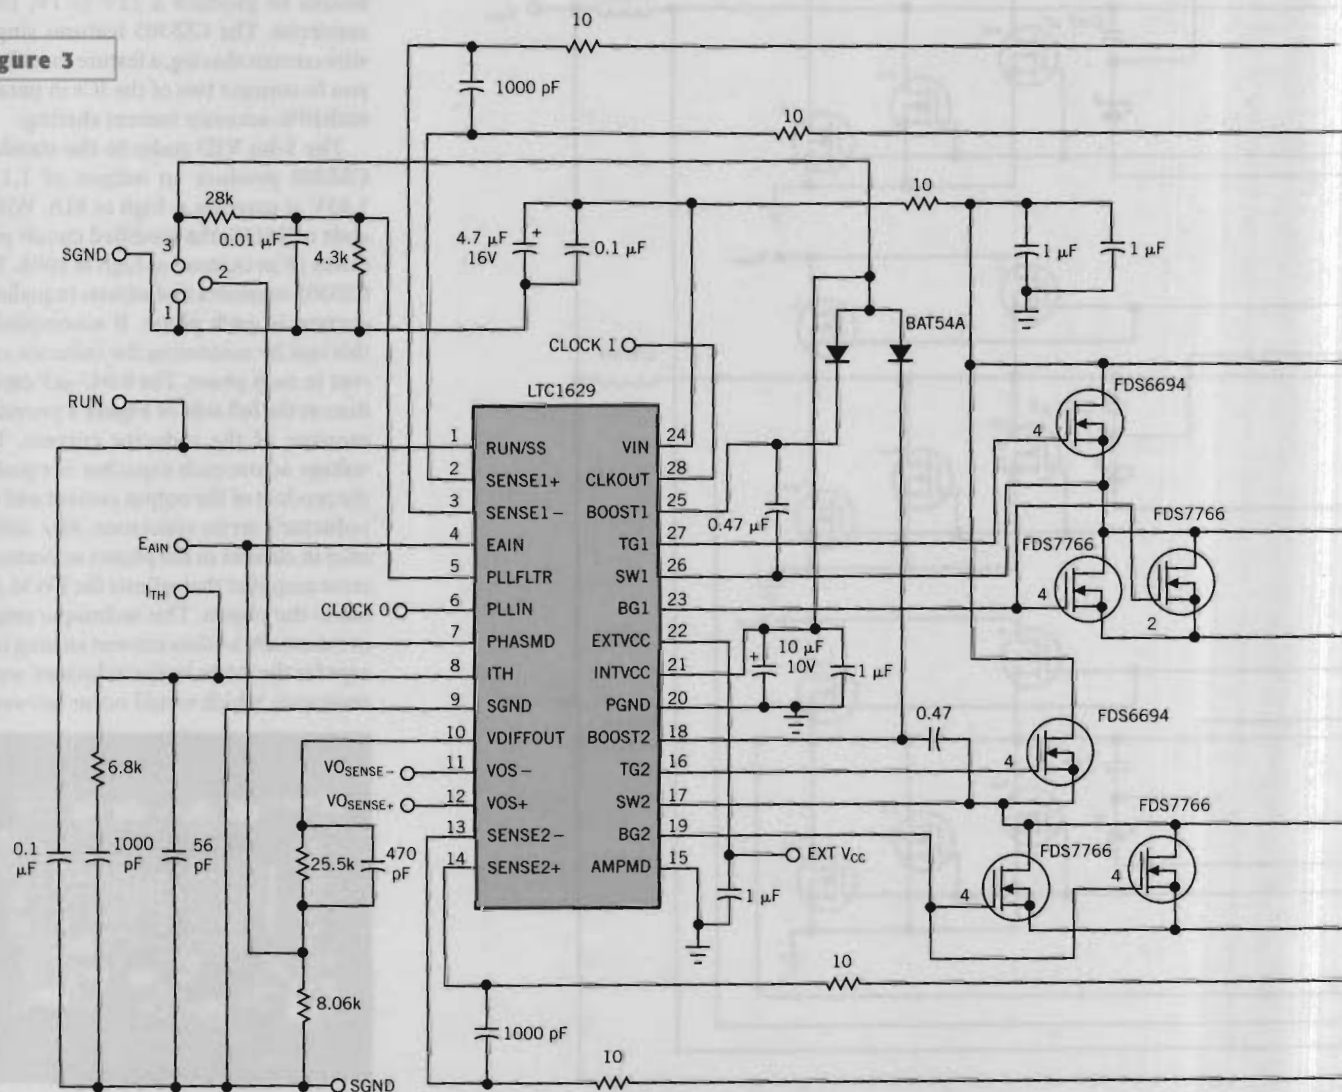 gure 3
10
1000 pF
10
10
28k
0.01 µF
4.3k
4.7 µF
16V
+
0.1 µF
1 µF
1 µF
SGND
3
2
1
CLOCK 1
BAT54A
LTC1629
FDS6694
RUN
4
1 RUN/SS VIN 24
2 SENSE1+ CLKOUT 28
3 SENSE1− BOOST1 25
0.47 µF
FDS7766
FDS7766
EAIN
4 EAIN TG1 27
5 PLLFLTR SW1 26
ITH
CLOCK 0
6 PLLIN BG1 23
4
2
7 PHASMD EXTVCC 22
+
10 µF
10V
1 µF
8 ITH INTVCC 21
9 SGND PGND 20
0.47
FDS6694
10 VDIFFOUT BOOST2 18
VOSENSE−
11 VOS− TG2 16
4
VOSENSE+
12 VOS+ SW2 17
FDS7766
13 SENSE2− BG2 19
14 SENSE2+ AMPMD 15
EXT VCC
FDS7766
4
4
6.8k
0.1
µF
1000
pF
56
pF
25.5k
470
pF
1 µF
8.06k
10
1000 pF
10
SGND